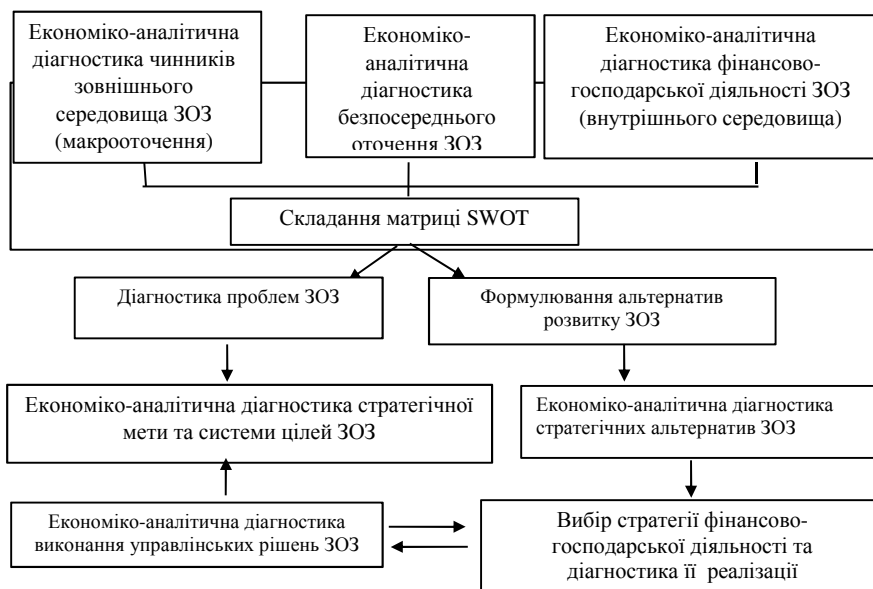 Економіко-аналітична
діагностика чинників
зовнішнього
середовища ЗОЗ
(макрооточення)
Економіко-
аналітична
діагностика
безпосереднього
оточення ЗОЗ
Економіко-аналітична
діагностика фінансово-
господарської діяльності ЗОЗ
(внутрішнього середовища)
Складання матриці SWOT
Діагностика проблем ЗОЗ
Формулювання альтернатив
розвитку ЗОЗ
Економіко-аналітична діагностика стратегічної
мети та системи цілей ЗОЗ
Економіко-аналітична діагностика
стратегічних альтернатив ЗОЗ
Економіко-аналітична діагностика
виконання управлінських рішень ЗОЗ
Вибір стратегії фінансово-
господарської діяльності та
діагностика її реалізації